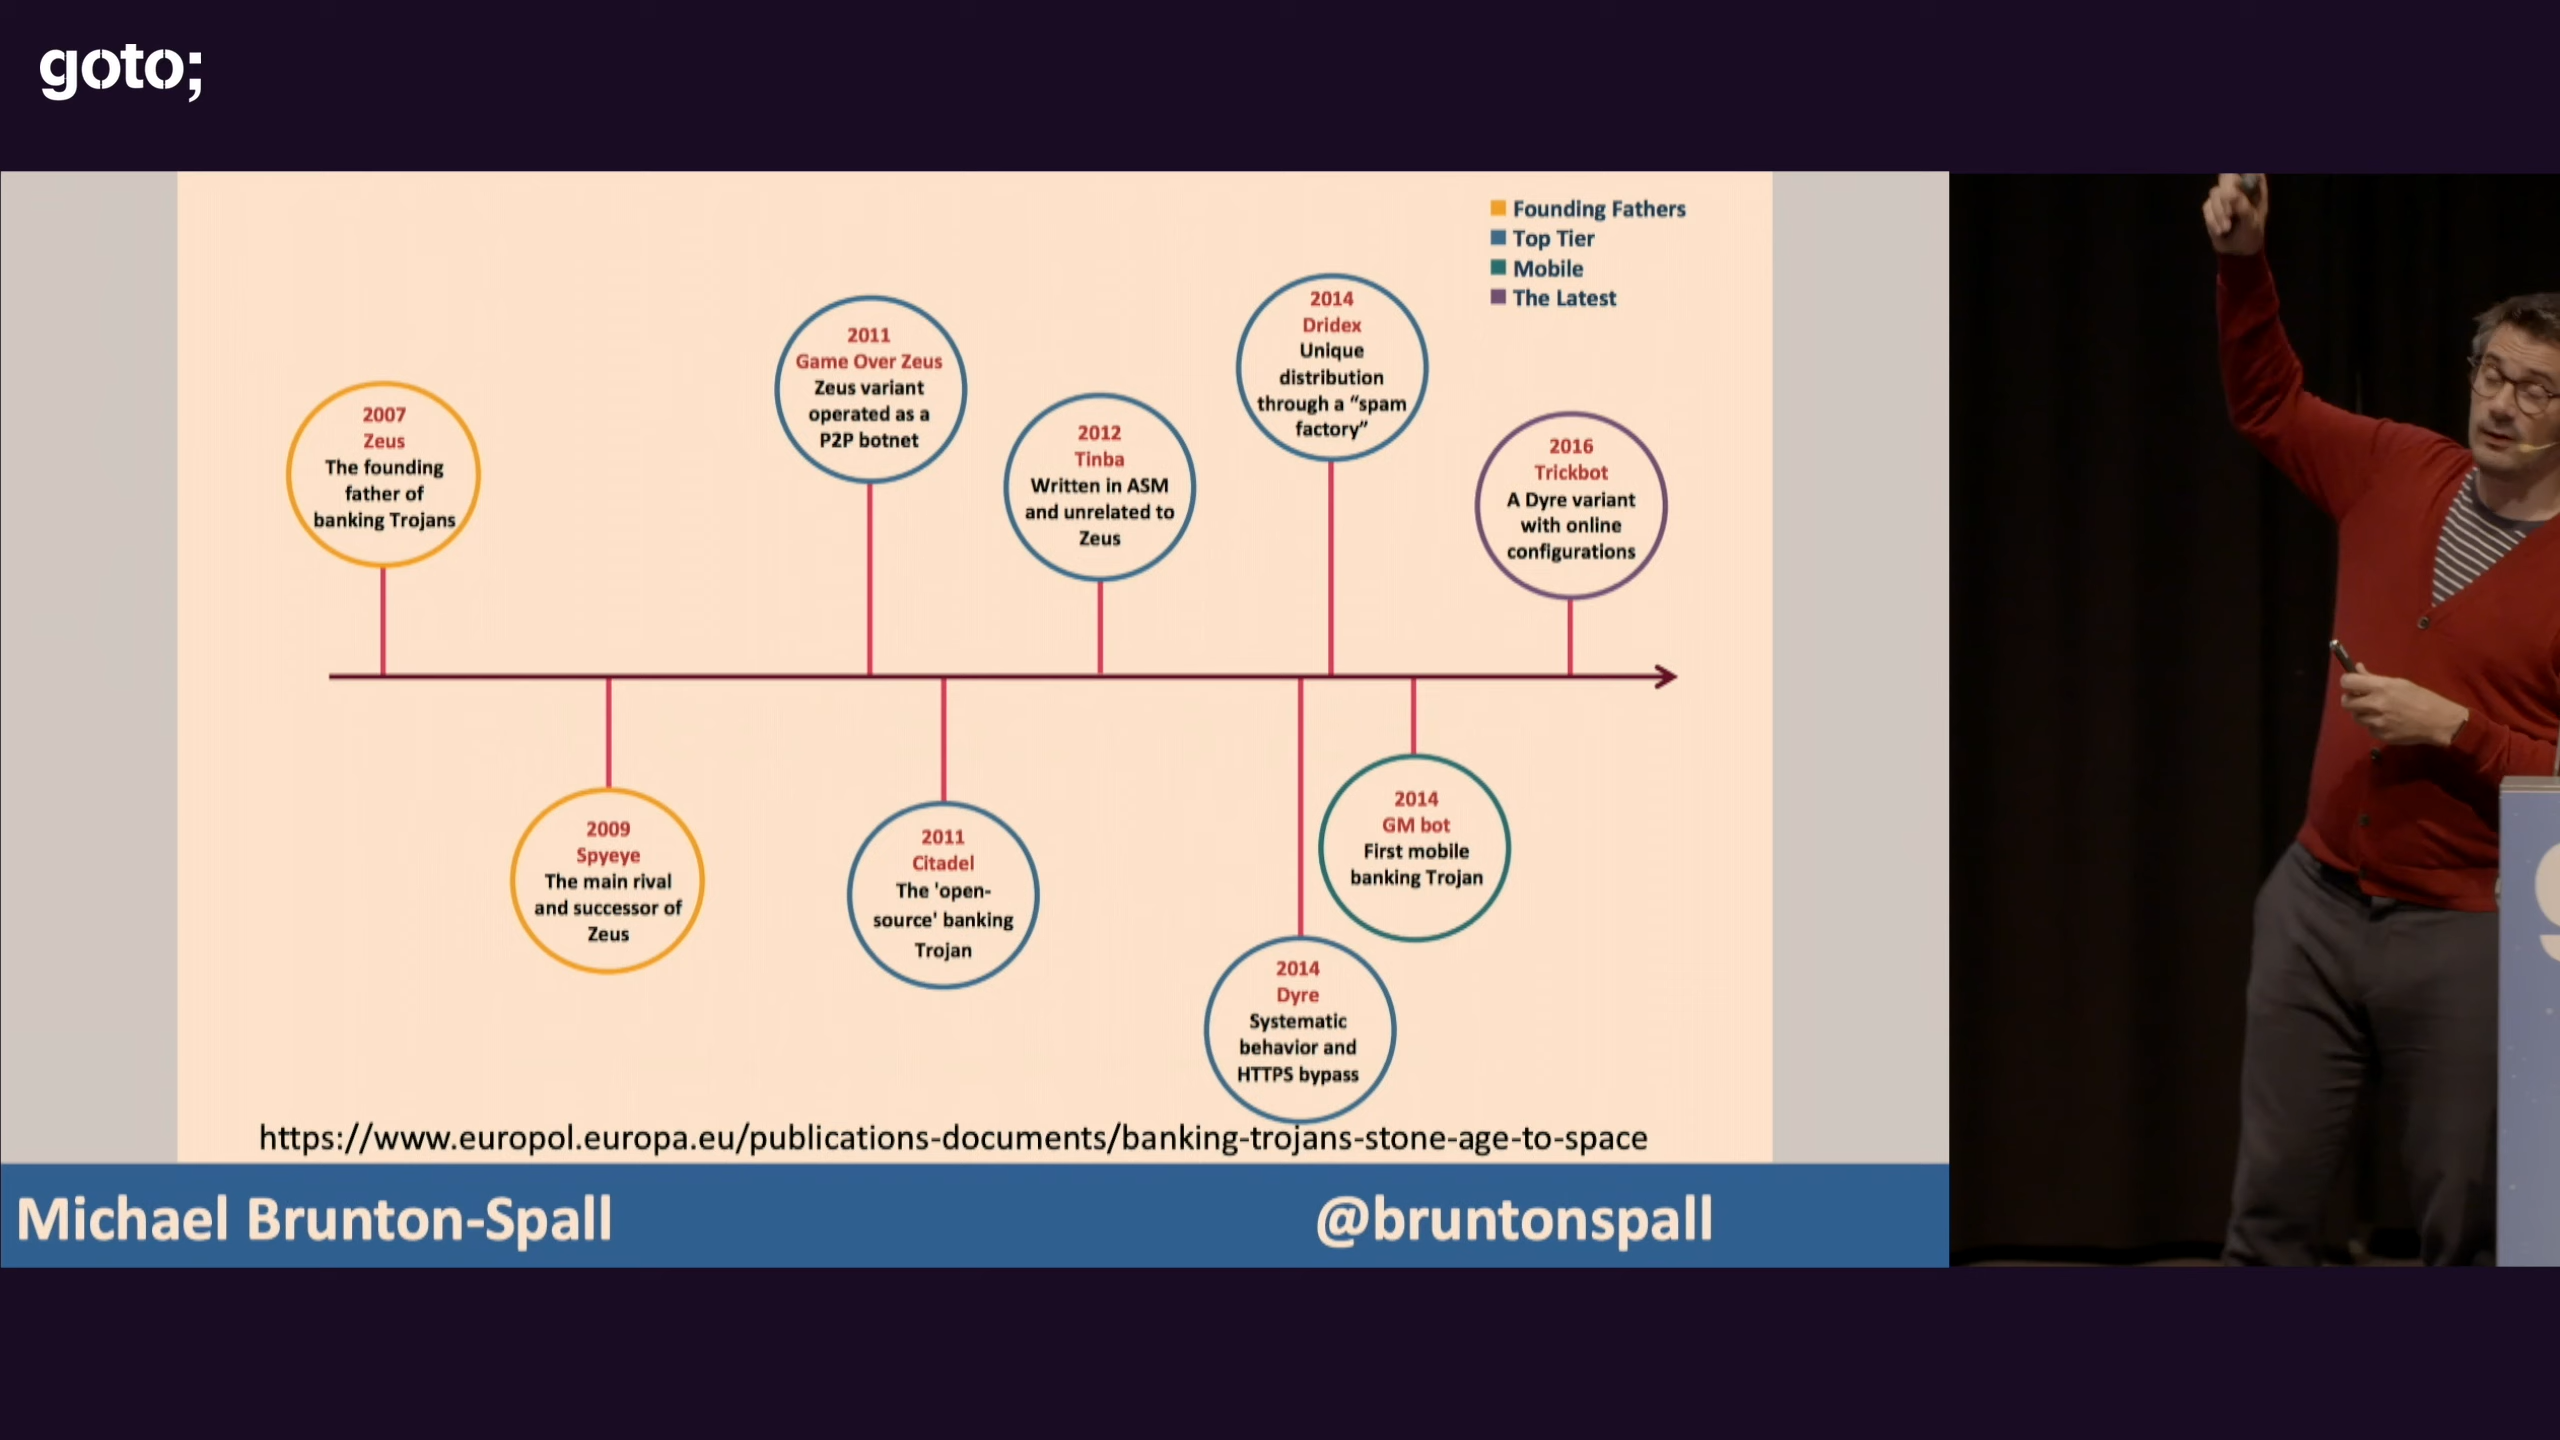 goto;
Founding Fathers
Top Tier
Mobile
The Latest
2007
Zeus
The founding
father of
banking Trojans
2009
Spyeye
The main rival
and successor of
Zeus
2011
Game Over Zeus
Zeus variant
operated as a
P2P botnet
2011
Citadel
The 'open-
source' banking
Trojan
2012
Tinba
Written in ASM
and unrelated to
Zeus
2014
Dyre
Systematic
behavior and
HTTPS bypass
2014
Dridex
Unique
distribution
through a “spam
factory”
2014
GM bot
First mobile
banking Trojan
2016
Trickbot
A Dyre variant
with online
configurations
https://www.europol.europa.eu/publications-documents/banking-trojans-stone-age-to-space
Michael Brunton-Spall
@bruntonspall